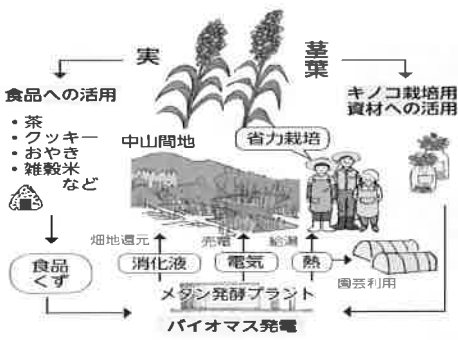 実
茎葉
食品への活用
・茶
・クッキー
・おやき
・雑穀米
など
キノコ栽培用
資材への活用
中山間地
省力栽培
畑地還元
売電
給湯
消化液
電気
熱
園芸利用
食品
くず
メタン発酵プラント
バイオマス発電